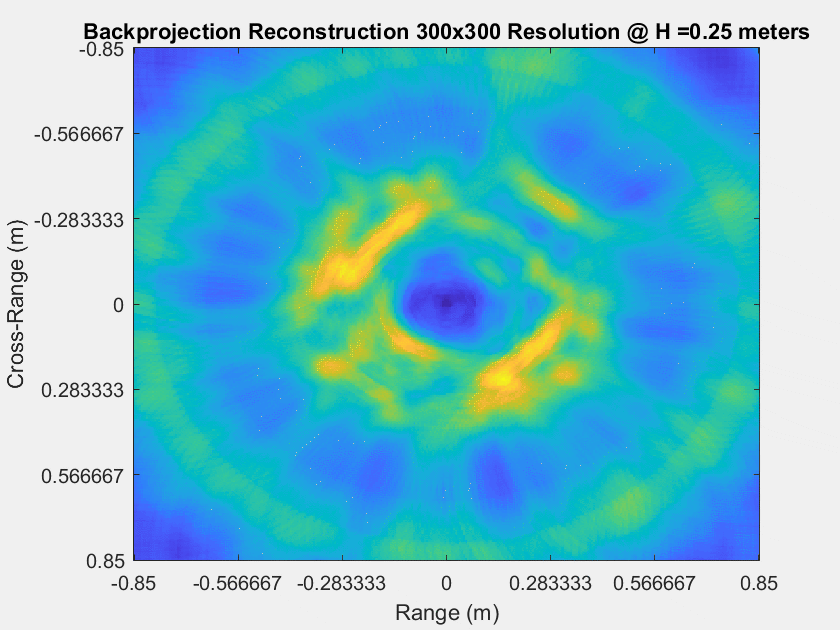 Backprojection Reconstruction 300x300 Resolution @ H =0.25 meters
-0.85
-0.566667
-0.283333
0
0.283333
0.566667
0.85
Cross-Range (m)
-0.85 -0.566667 -0.283333 0 0.283333 0.566667 0.85
Range (m)